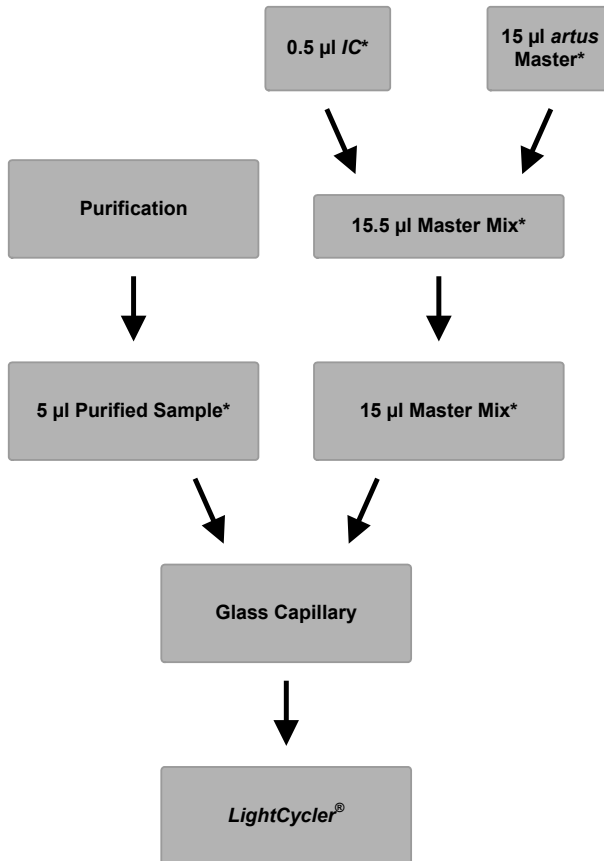 0.5 µl IC*
15 µl artus
Master*
Purification
15.5 µl Master Mix*
5 µl Purified Sample*
15 µl Master Mix*
Glass Capillary
LightCycler®